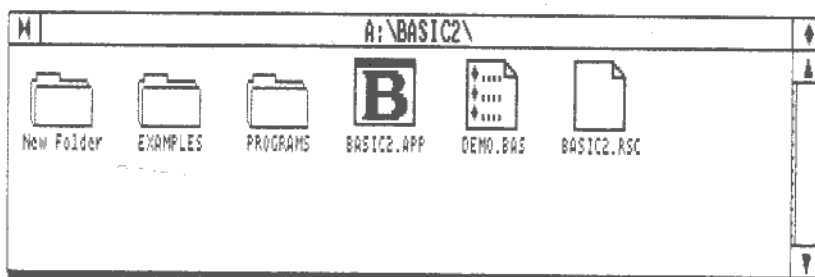 A:\BASIC2\
New Folder EXAMPLES PROGRAMS BASIC2.APP DEMO.BAS BASIC2.RSC